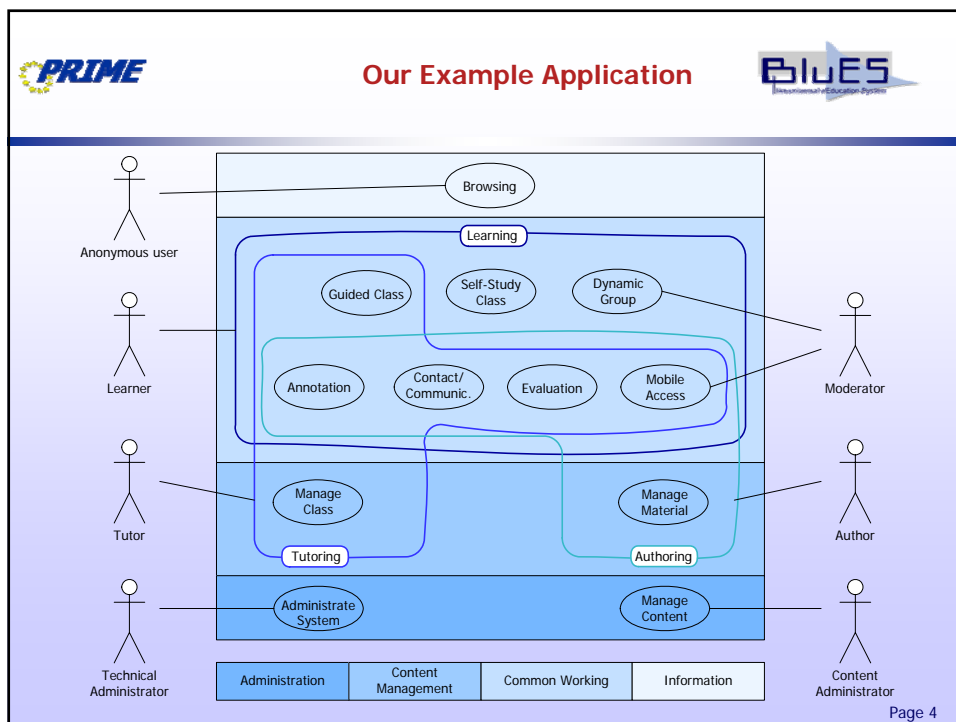 PRIME
Our Example Application
BluES
Browsing
Anonymous user
Learning
Guided Class
Self-Study
Class
Dynamic
Group
Learner
Annotation
Contact/
Communic.
Evaluation
Mobile
Access
Moderator
Manage
Class
Manage
Material
Tutor
Author
Tutoring
Authoring
Administrate
System
Manage
Content
Technical
Administrator
Content
Administrator
Administration
Content
Management
Common Working
Information
Page 4